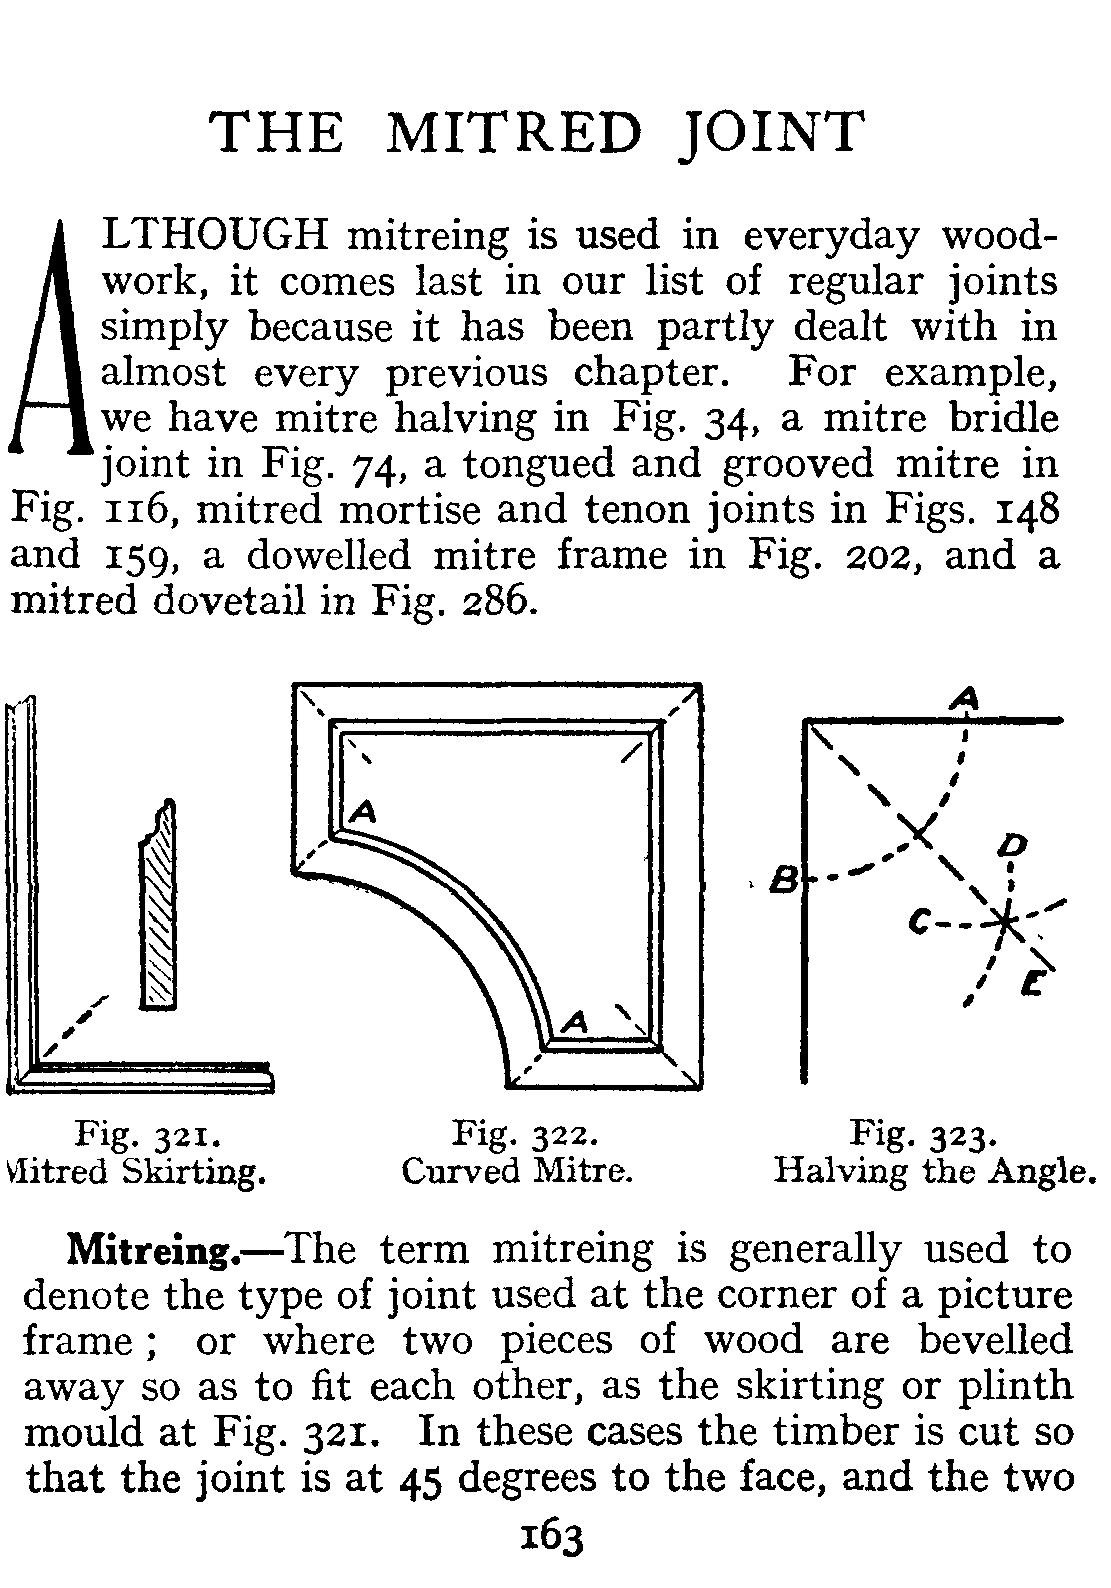 THE MITRED JOINT
ALTHOUGH mitreing is used in everyday wood-
work, it comes last in our list of regular joints
simply because it has been partly dealt with in
almost every previous chapter. For example,
we have mitre halving in Fig. 34, a mitre bridle
joint in Fig. 74, a tongued and grooved mitre in
Fig. 116, mitred mortise and tenon joints in Figs. 148
and 159, a dowelled mitre frame in Fig. 202, and a
mitred dovetail in Fig. 286.
A
A
A
B
D
C
E
Fig. 321.
Mitred Skirting.
Fig. 322.
Curved Mitre.
Fig. 323.
Halving the Angle.
Mitreing.—The term mitreing is generally used to
denote the type of joint used at the corner of a picture
frame ; or where two pieces of wood are bevelled
away so as to fit each other, as the skirting or plinth
mould at Fig. 321. In these cases the timber is cut so
that the joint is at 45 degrees to the face, and the two
163